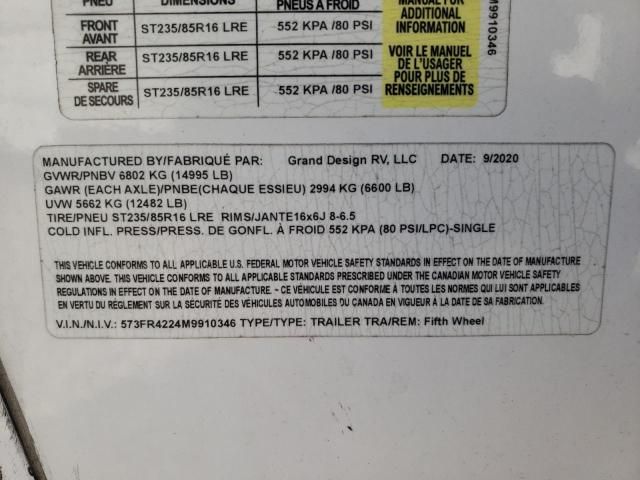 PNEU DIMENSIONS PNEUS À FROID
FRONT
AVANT ST235/85R16 LRE 552 KPA /80 PSI
REAR
ARRIÈRE ST235/85R16 LRE 552 KPA /80 PSI
SPARE
DE SECOURS ST235/85R16 LRE 552 KPA /80 PSI
MANUAL FOR
ADDITIONAL
INFORMATION
VOIR LE MANUEL
DE L'USAGER
POUR PLUS DE
RENSEIGNEMENTS
M9910346
MANUFACTURED BY/FABRIQUÉ PAR: Grand Design RV, LLC DATE: 9/2020
GVWR/PNBV 6802 KG (14995 LB)
GAWR (EACH AXLE)/PNBE(CHAQUE ESSIEU) 2994 KG (6600 LB)
UVW 5662 KG (12482 LB)
TIRE/PNEU ST235/85R16 LRE RIMS/JANTE16x6J 8-6.5
COLD INFL. PRESS/PRESS. DE GONFL. À FROID 552 KPA (80 PSI/LPC)-SINGLE
THIS VEHICLE CONFORMS TO ALL APPLICABLE U.S. FEDERAL MOTOR VEHICLE SAFETY STANDARDS IN EFFECT ON THE DATE OF MANUFACTURE
SHOWN ABOVE. THIS VEHICLE CONFORMS TO ALL APPLICABLE STANDARDS PRESCRIBED UNDER THE CANADIAN MOTOR VEHICLE SAFETY
REGULATIONS IN EFFECT ON THE DATE OF MANUFACTURE. – CE VÉHICULE EST CONFORME À TOUTES LES NORMES QUI LUI SONT APPLICABLES
EN VERTU DU RÈGLEMENT SUR LA SÉCURITÉ DES VÉHICULES AUTOMOBILES DU CANADA EN VIGUEUR À LA DATE DE SA FABRICATION.
V.I.N./N.I.V.: 573FR4224M9910346 TYPE/TYPE: TRAILER TRA/REM: Fifth Wheel